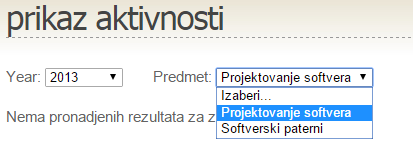 prikaz aktivnosti
Year: 2013 Predmet: Projektovanje softvera
Izaberi...
Projektovanje softvera
Softverski paterni
Nema pronadjenih rezultata za